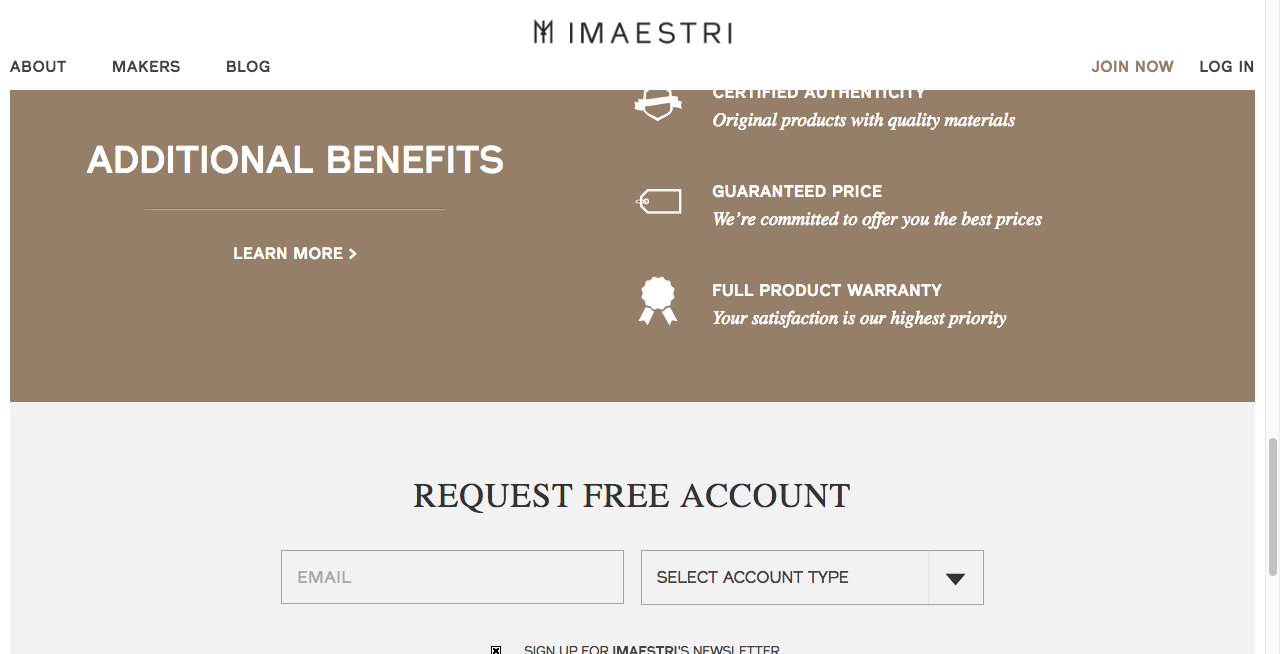 IMAESTRI
ABOUT MAKERS BLOG JOIN NOW LOG IN
CERTIFIED AUTHENTICITY
Original products with quality materials
ADDITIONAL BENEFITS
GUARANTEED PRICE
We're committed to offer you the best prices
LEARN MORE >
FULL PRODUCT WARRANTY
Your satisfaction is our highest priority
REQUEST FREE ACCOUNT
EMAIL
SELECT ACCOUNT TYPE
SIGN UP FOR IMAESTRI'S NEWSLETTER